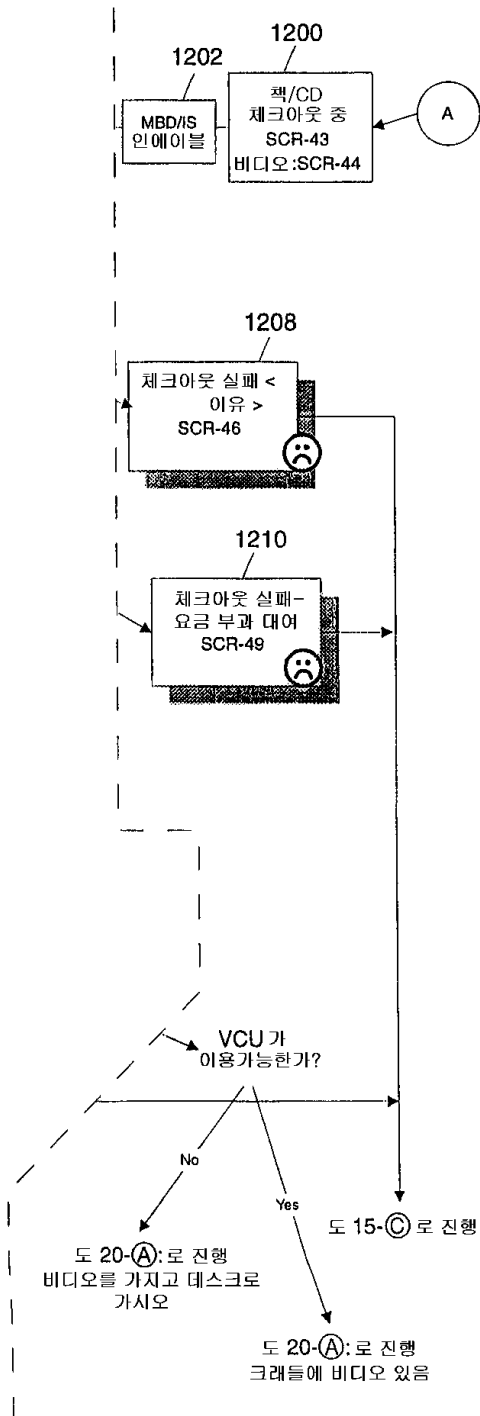 1200
1202
책/CD
체크아웃 중
SCR-43
비디오:SCR-44
A
MBD/IS
인에이블
1208
체크아웃 실패 <
이유 >
SCR-46
1210
체크아웃 실패-
요금 부과 대여
SCR-49
VCU가
이용가능한가?
No
Yes
도 15-Ⓒ 로 진행
도 20-Ⓐ:로 진행
비디오를 가지고 데스크로
가시오
도 20-Ⓐ:로 진행
크래들에 비디오 있음